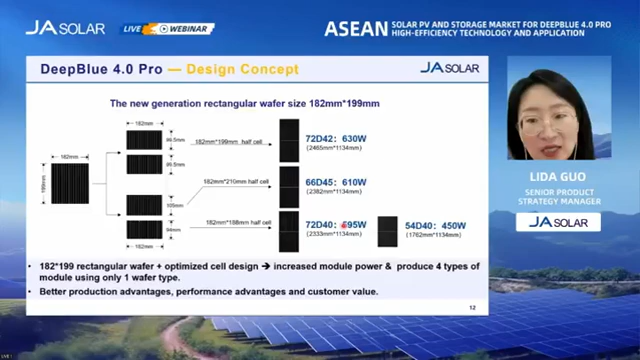 JA SOLAR
LIVE WEBINAR
ASEAN SOLAR PV AND STORAGE MARKET FOR DEEPBLUE 4.0 PRO
HIGH-EFFICIENCY TECHNOLOGY AND APPLICATION
DeepBlue 4.0 Pro — Design Concept
JA SOLAR
The new generation rectangular wafer size 182mm*199mm
182mm
199mm
182mm
99.5mm
99.5mm
105mm
94mm
182mm
182mm*199mm half cell
182mm*210mm half cell
182mm*188mm half cell
72D42: 630W
(2465mm*1134mm)
66D45: 610W
(2382mm*1134mm)
72D40: 595W
(2333mm*1134mm)
54D40: 450W
(1762mm*1134mm)
• 182*199 rectangular wafer + optimized cell design → increased module power & produce 4 types of
module using only 1 wafer type.
• Better production advantages, performance advantages and customer value.
12
LIDA GUO
SENIOR PRODUCT
STRATEGY MANAGER
JA SOLAR